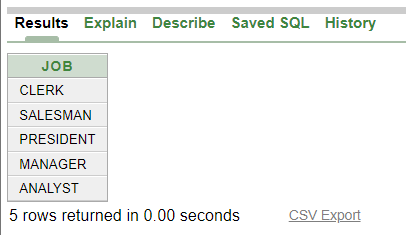 Results Explain Describe Saved SQL History
JOB
CLERK
SALESMAN
PRESIDENT
MANAGER
ANALYST
5 rows returned in 0.00 seconds CSV Export